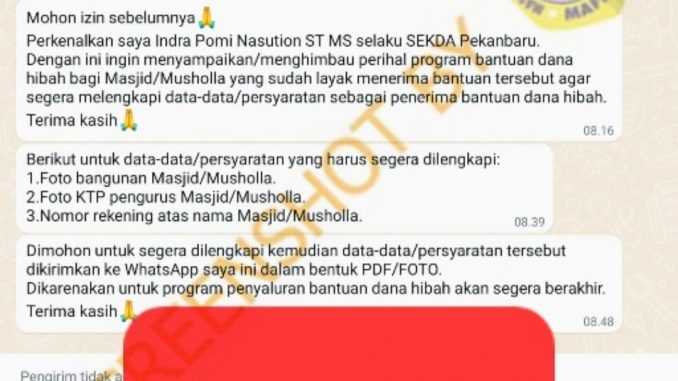 Mohon izin sebelumnya🙏
Perkenalkan saya Indra Pomi Nasution ST MS selaku SEKDA Pekanbaru.
Dengan ini ingin menyampaikan/menghimbau perihal program bantuan dana
hibah bagi Masjid/Musholla yang sudah layak menerima bantuan tersebut agar
segera melengkapi data-data/persyaratan sebagai penerima bantuan dana hibah.
Terima kasih🙏
08.16
Berikut untuk data-data/persyaratan yang harus segera dilengkapi:
1.Foto bangunan Masjid/Musholla.
2.Foto KTP pengurus Masjid/Musholla.
3.Nomor rekening atas nama Masjid/Musholla.
08.39
Dimohon untuk segera dilengkapi kemudian data-data/persyaratan tersebut
dikirimkan ke WhatsApp saya ini dalam bentuk PDF/FOTO.
Dikarenakan untuk program penyaluran bantuan dana hibah akan segera berakhir.
Terima kasih🙏
08.48
Pengirim tidak a
SCREENSHOT BY